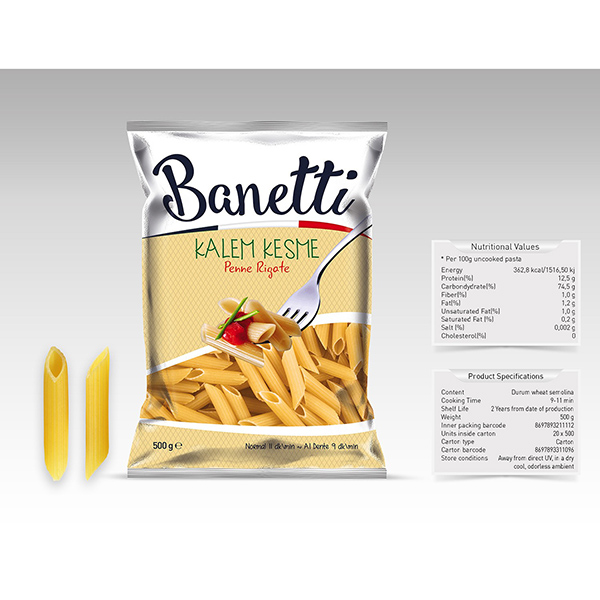 Banetti
KALEM KESME
Penne Rigate
500 g e
Normal 11 dk\min ~ Al Dente 9 dk\min
Nutritional Values
* Per 100g uncooked pasta
Energy 362,8 kcal/1516,50 kj
Protein(%) 12,5 g
Carbonhydrate(%) 74,5 g
Fiber(%) 1,0 g
Fat(%) 1,2 g
Unsaturated Fat(%) 1,0 g
Saturated Fat (%) 0,2 g
Salt (%) 0,002 g
Cholesterol(%) 0
Product Specifications
Content Durum wheat semolina
Cooking Time 9-11 min
Shelf Life 2 Years from date of production
Weight 500 g
Inner packing barcode 8697893211112
Units inside carton 20 x 500
Carton type Carton
Carton barcode 8697893311096
Store conditions Away from direct UV, in a dry
cool, odorless ambient